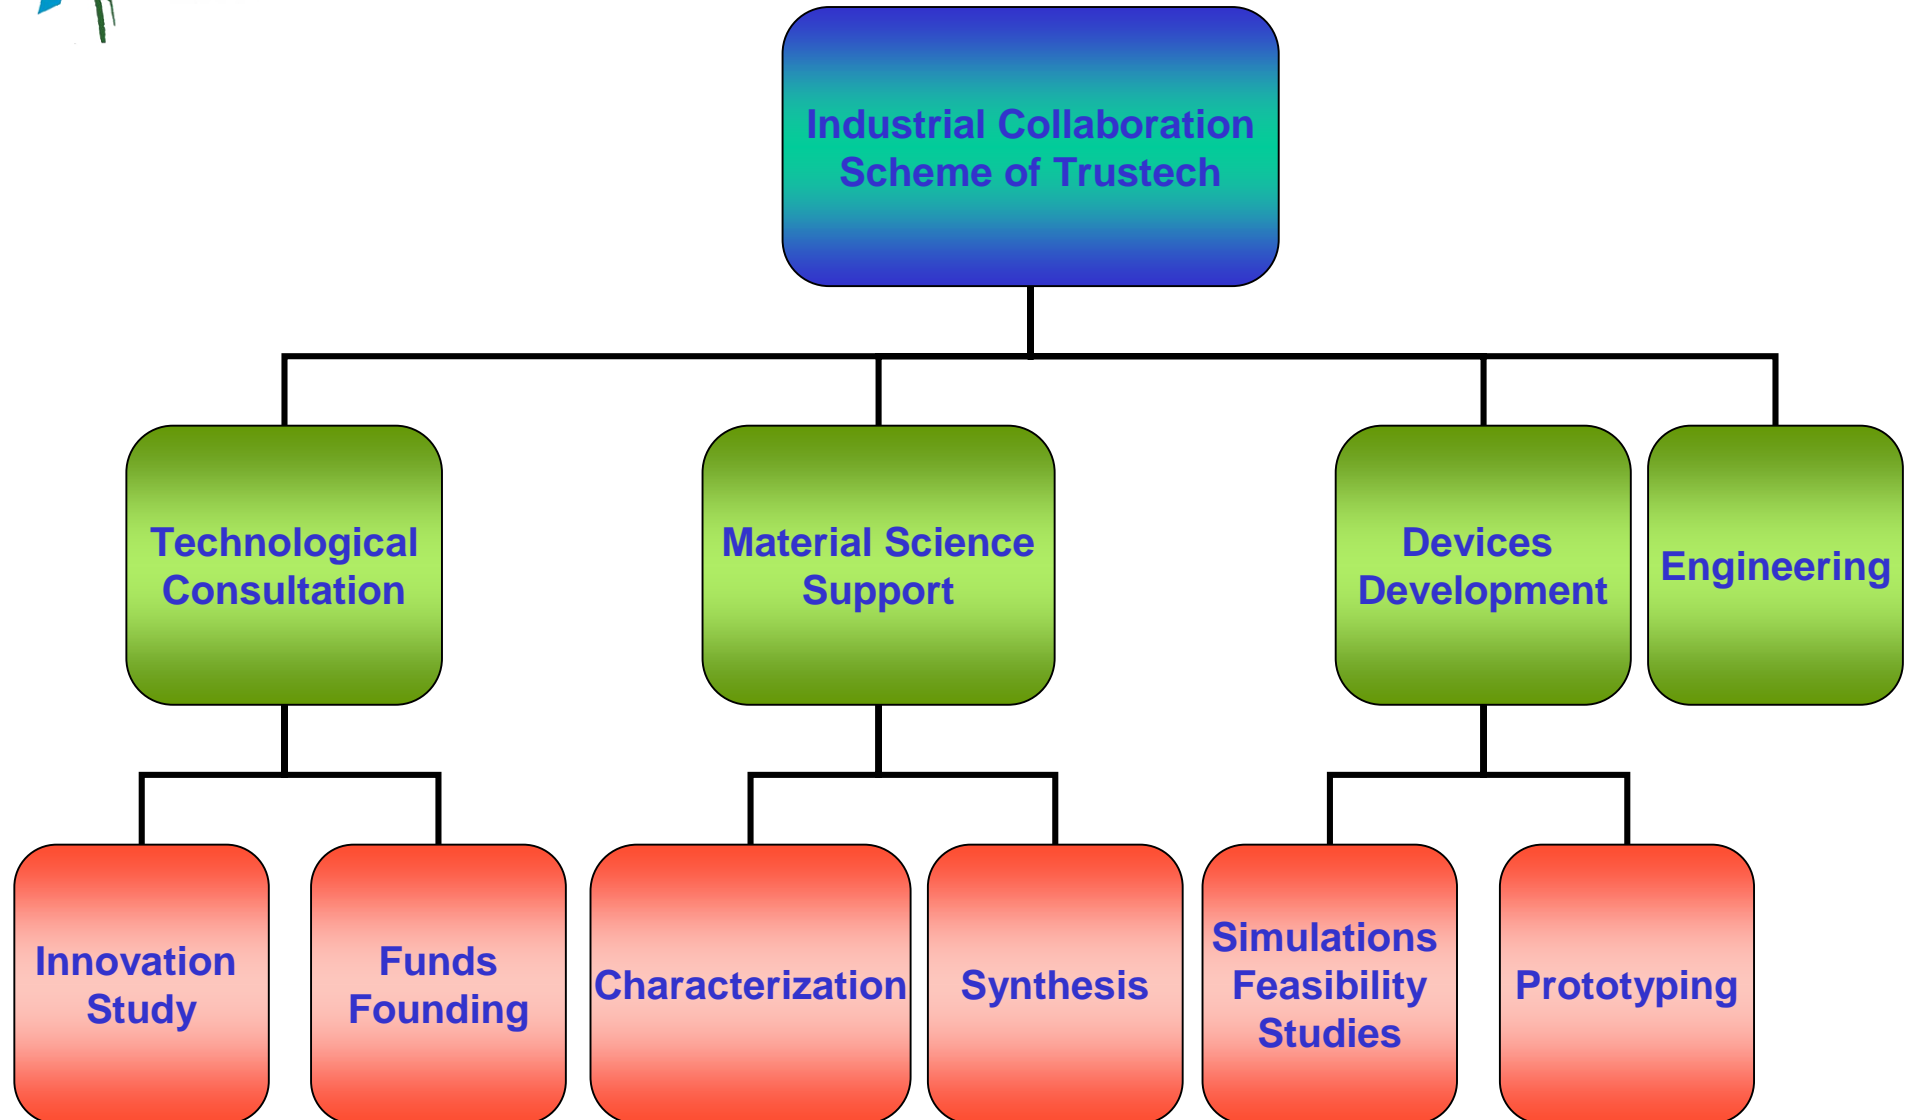 Industrial Collaboration
Scheme of Trustech
Technological
Consultation
Material Science
Support
Devices
Development
Engineering
Innovation
Study
Funds
Founding
Characterization
Synthesis
Simulations
Feasibility
Studies
Prototyping